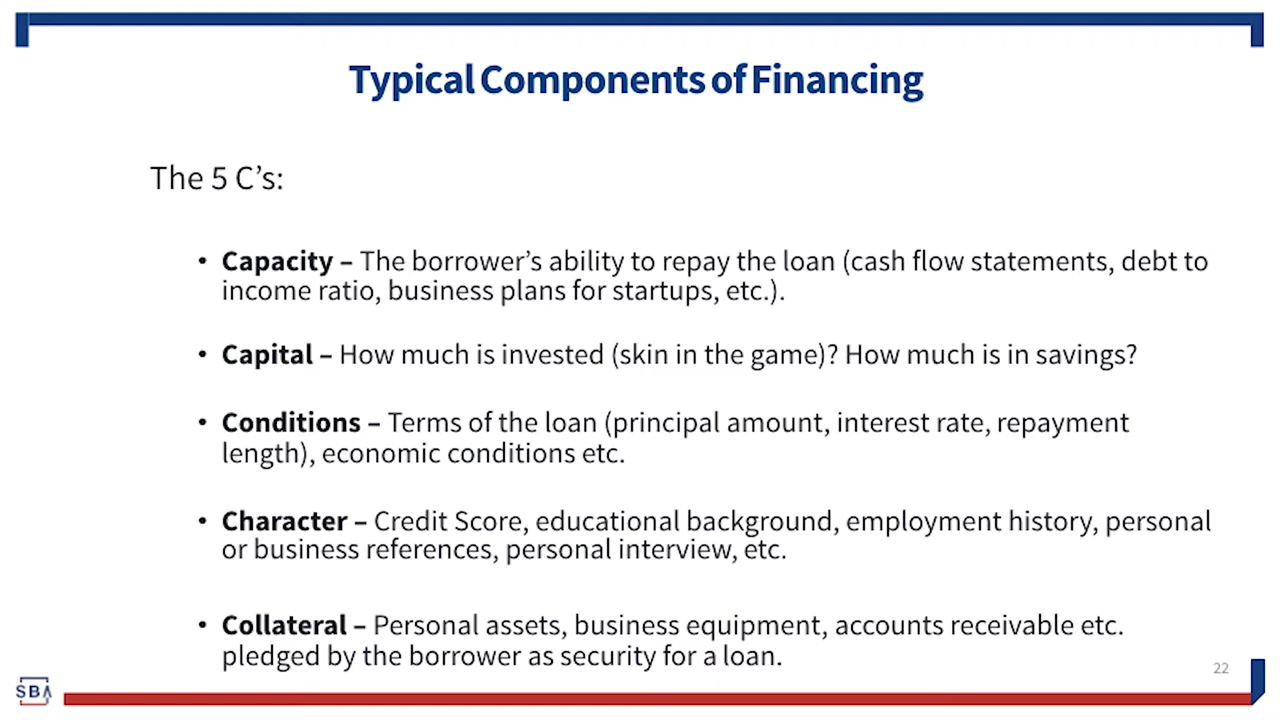 Typical Components of Financing
The 5 C’s:
• Capacity – The borrower’s ability to repay the loan (cash flow statements, debt to
income ratio, business plans for startups, etc.).
• Capital – How much is invested (skin in the game)? How much is in savings?
• Conditions – Terms of the loan (principal amount, interest rate, repayment
length), economic conditions etc.
• Character – Credit Score, educational background, employment history, personal
or business references, personal interview, etc.
• Collateral – Personal assets, business equipment, accounts receivable etc.
pledged by the borrower as security for a loan.
22
SBA